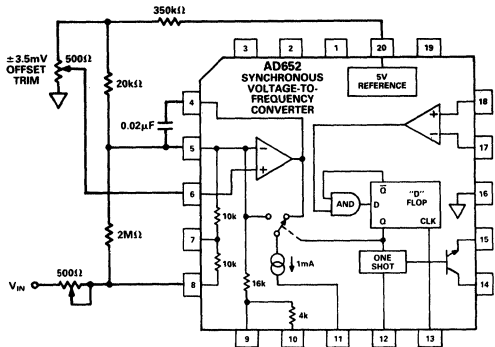 350kΩ
±3.5mV
OFFSET
TRIM
500Ω
20kΩ
0.02μF
2MΩ
500Ω
VIN
3
2
1
20
19
AD652
SYNCHRONOUS
VOLTAGE-TO-
FREQUENCY
CONVERTER
5V
REFERENCE
4
5
6
7
8
18
17
16
15
14
+
−
−
+
AND
Q̅
"D"
FLOP
D
Q
CLK
10k
10k
1mA
ONE
SHOT
16k
4k
9
10
11
12
13